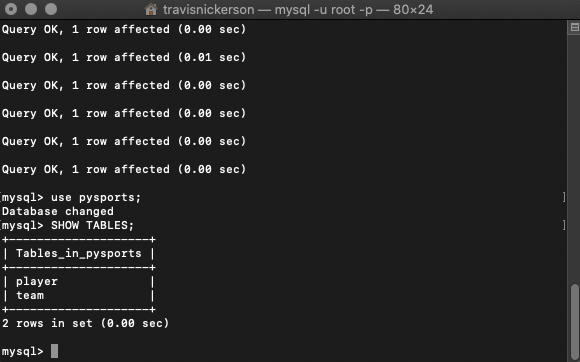 travisnickerson — mysql -u root -p — 80×24
Query OK, 1 row affected (0.00 sec)
Query OK, 1 row affected (0.01 sec)
Query OK, 1 row affected (0.00 sec)
Query OK, 1 row affected (0.00 sec)
Query OK, 1 row affected (0.00 sec)
Query OK, 1 row affected (0.00 sec)
[mysql> use pysports; ]
Database changed
[mysql> SHOW TABLES; ]
+--------------------+
| Tables_in_pysports |
+--------------------+
| player             |
| team               |
+--------------------+
2 rows in set (0.00 sec)
mysql>